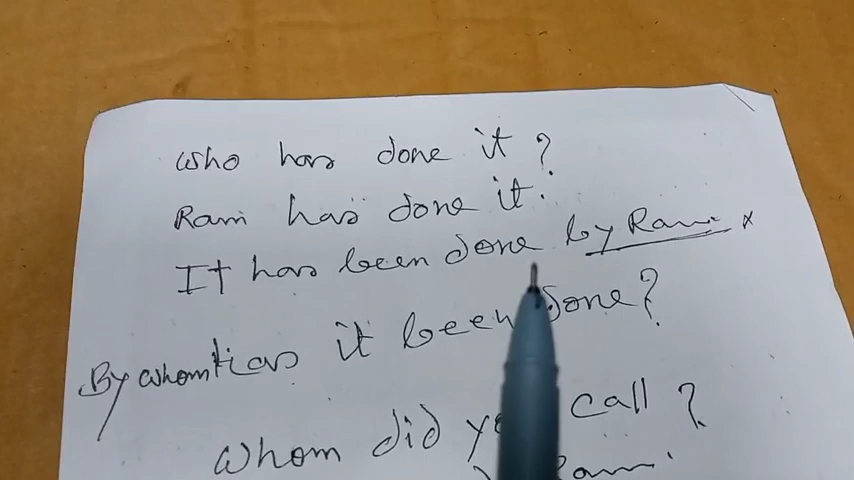 Who has done it?
Ram has done it.
It has been done by Ram. x
By whom has it been done?
Whom did you call?
Ram.